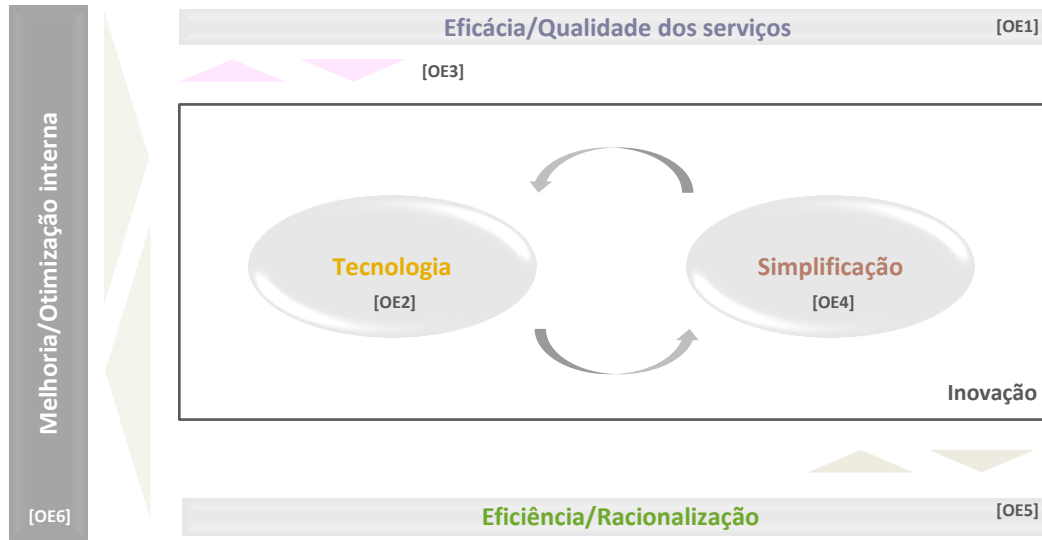 Eficácia/Qualidade dos serviços
[OE1]
[OE3]
Melhoria/Otimização interna
[OE6]
Tecnologia
[OE2]
Simplificação
[OE4]
Inovação
Eficiência/Racionalização
[OE5]